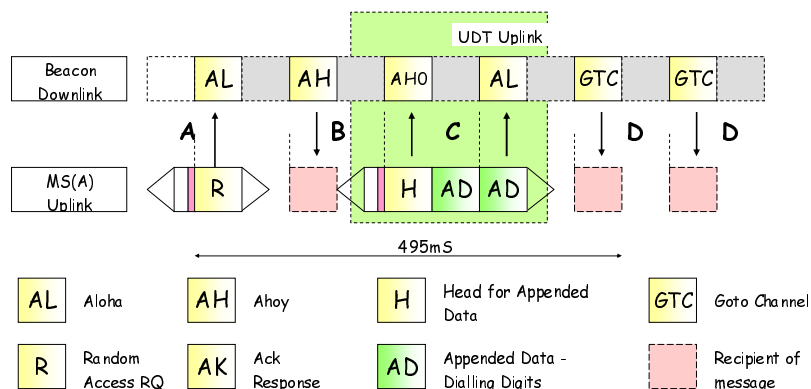 UDT Uplink
Beacon
Downlink
AL
AH
AHO
AL
GTC
GTC
A
B
C
D
D
MS(A)
Uplink
R
H
AD
AD
495mS
AL
Aloha
AH
Ahoy
H
Head for Appended
Data
GTC
Goto Channel
R
Random
Access RQ
AK
Ack
Response
AD
Appended Data -
Dialling Digits
Recipient of
message